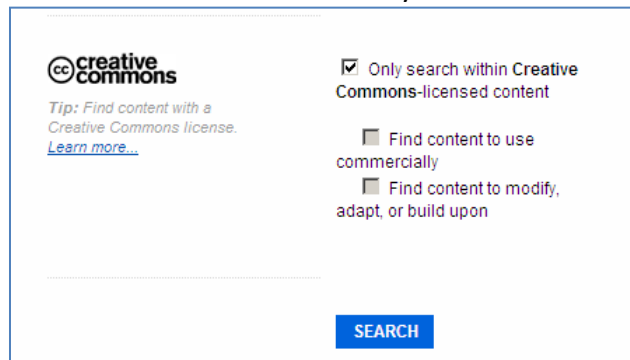 creative
commons
Tip: Find content with a
Creative Commons license.
Learn more...
Only search within Creative
Commons-licensed content
Find content to use
commercially
Find content to modify,
adapt, or build upon
SEARCH